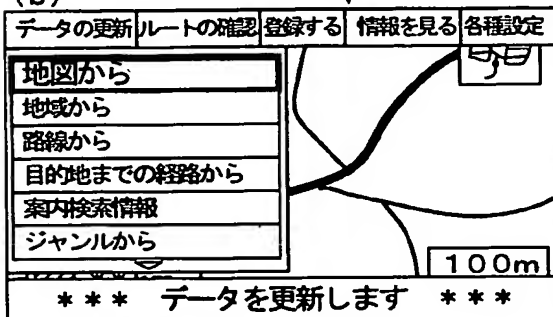 (b)
データの更新 ルートの確認 登録する 情報を見る 各種設定
地図から
地域から
路線から
目的地までの経路から
案内検索情報
ジャンルから
100m
*** データを更新します ***